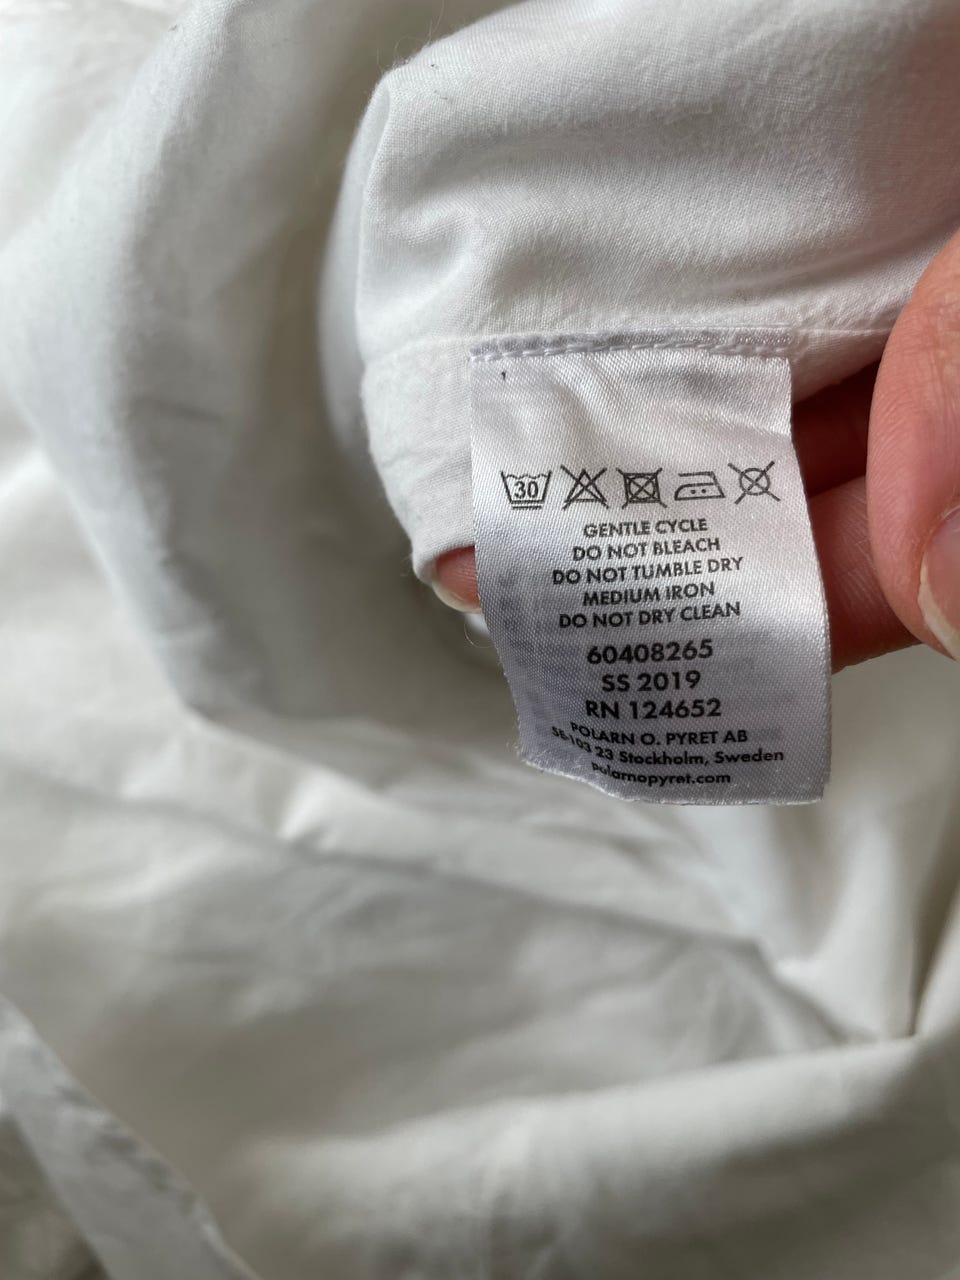 30
GENTLE CYCLE
DO NOT BLEACH
DO NOT TUMBLE DRY
MEDIUM IRON
DO NOT DRY CLEAN
60408265
SS 2019
RN 124652
POLARN O. PYRET AB
SE-103 23 Stockholm, Sweden
polarnopyret.com